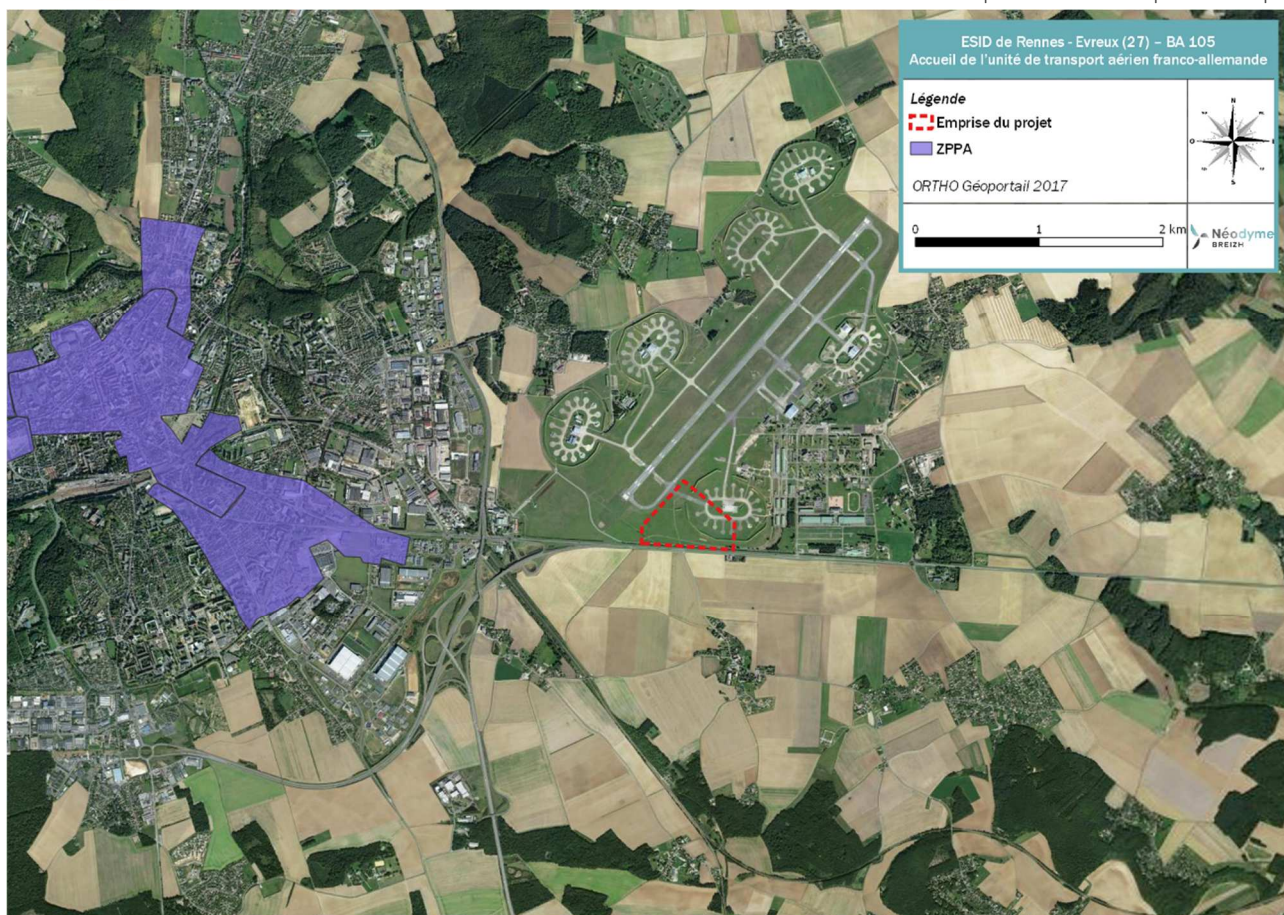 ESID de Rennes - Evreux (27) – BA 105
Accueil de l'unité de transport aérien franco-allemande
Légende
Emprise du projet
ZPPA
ORTHO Géoportail 2017
N
O
E
S
0 1 2 km
Néodyme
BREIZH